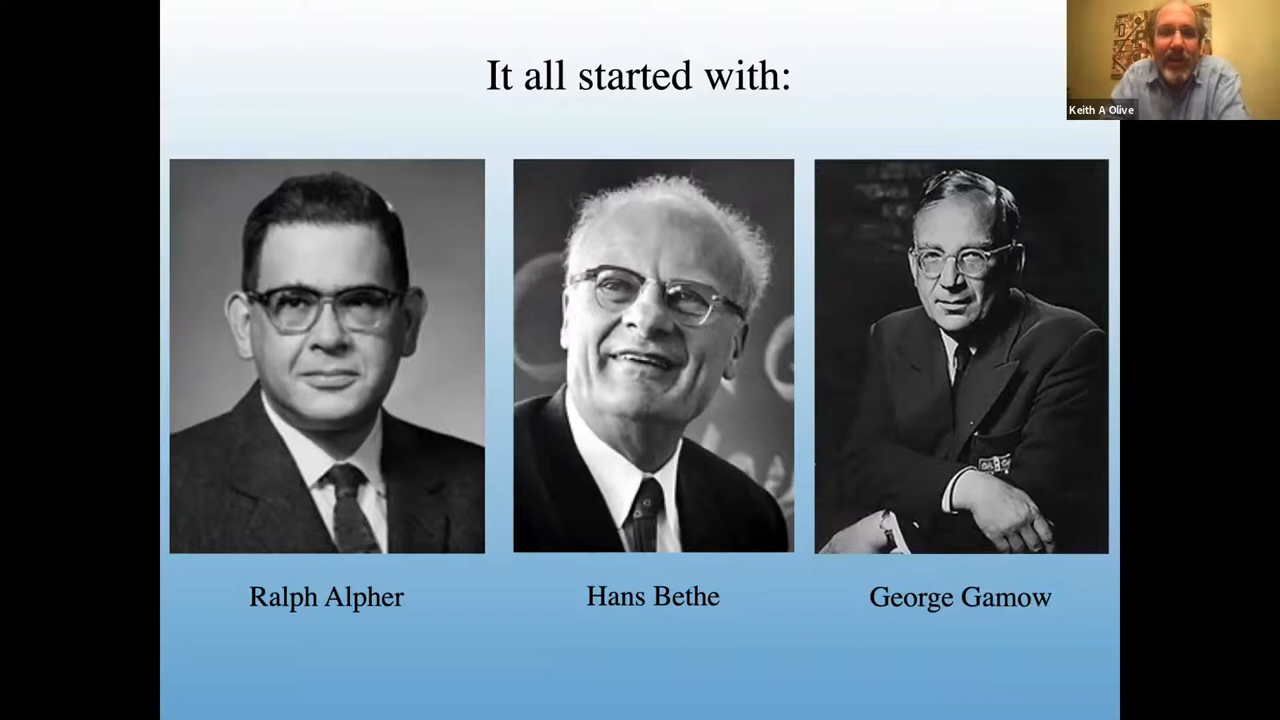 It all started with:
Keith A Olive
Ralph Alpher
Hans Bethe
George Gamow